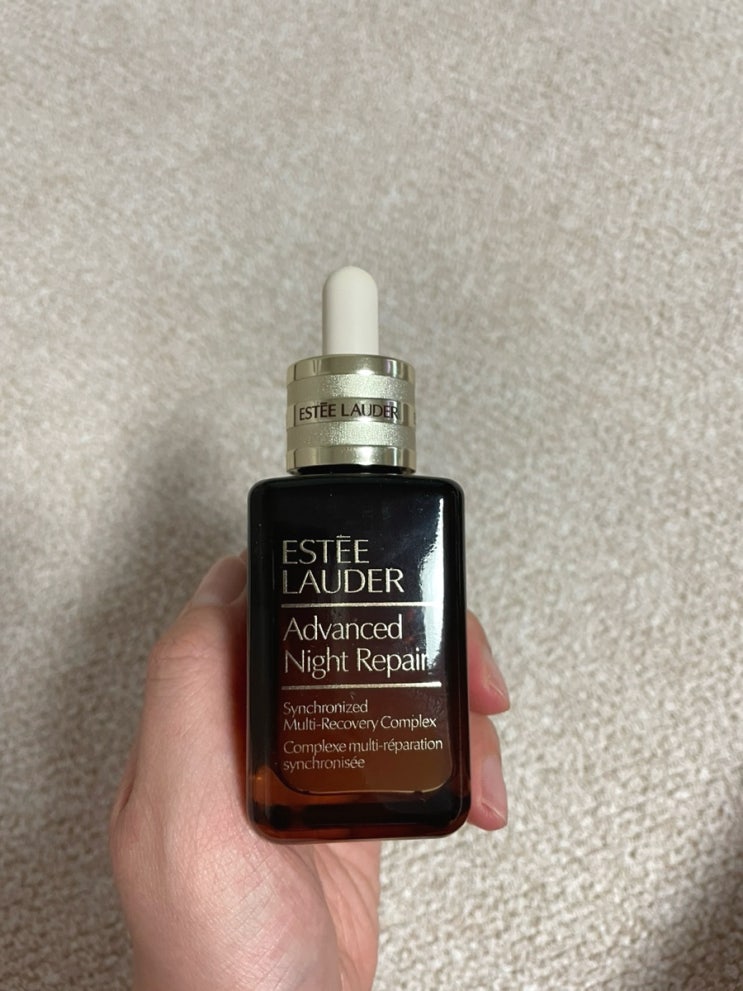 ESTĒE LAUDER
ESTĒE
LAUDER
Advanced
Night Repair
Synchronized
Multi-Recovery Complex
Complexe multi-réparation
synchronisée